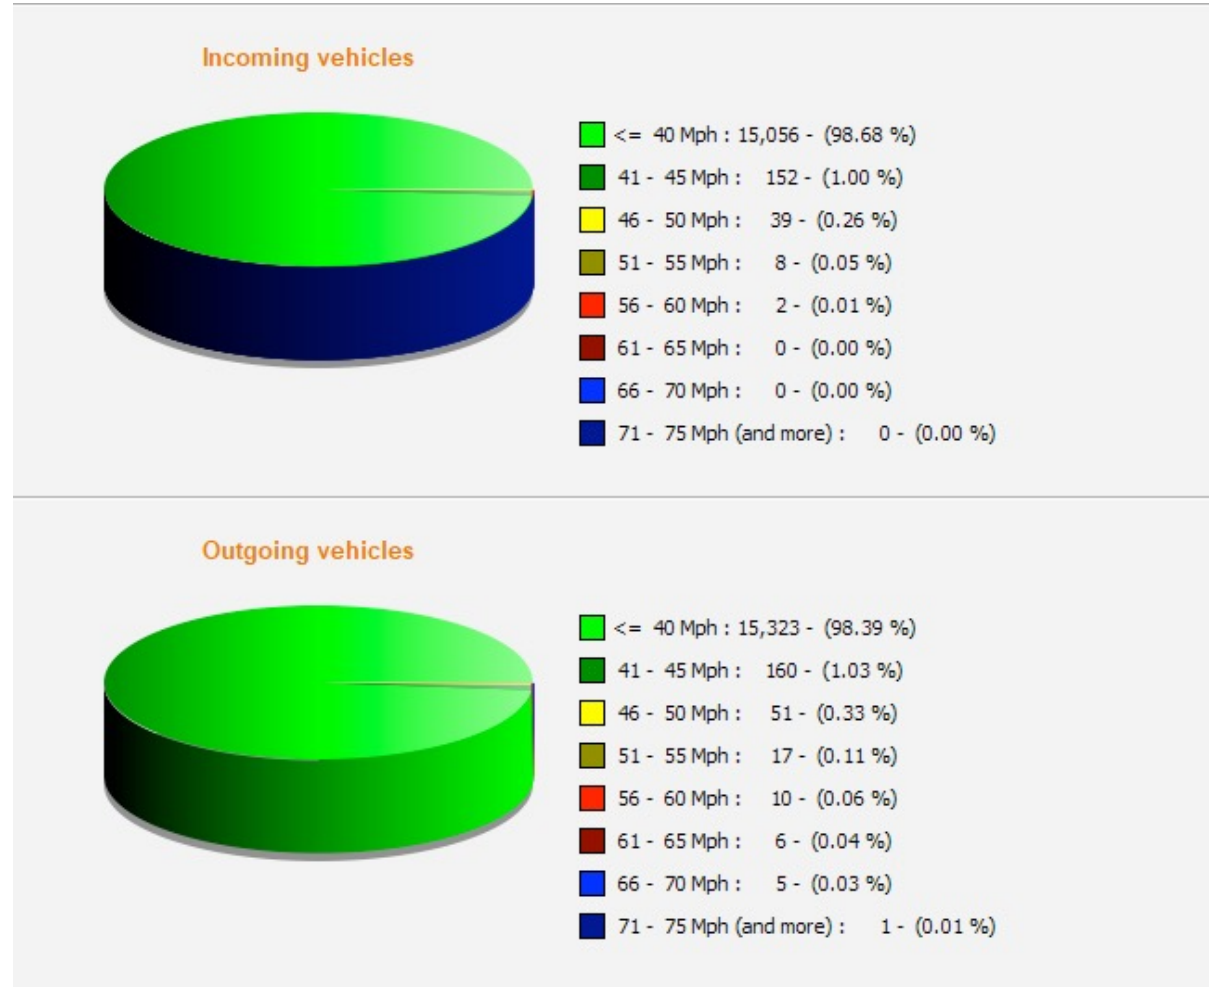 Incoming vehicles
<= 40 Mph : 15,056 - (98.68 %)
41 - 45 Mph : 152 - (1.00 %)
46 - 50 Mph : 39 - (0.26 %)
51 - 55 Mph : 8 - (0.05 %)
56 - 60 Mph : 2 - (0.01 %)
61 - 65 Mph : 0 - (0.00 %)
66 - 70 Mph : 0 - (0.00 %)
71 - 75 Mph (and more) : 0 - (0.00 %)
Outgoing vehicles
<= 40 Mph : 15,323 - (98.39 %)
41 - 45 Mph : 160 - (1.03 %)
46 - 50 Mph : 51 - (0.33 %)
51 - 55 Mph : 17 - (0.11 %)
56 - 60 Mph : 10 - (0.06 %)
61 - 65 Mph : 6 - (0.04 %)
66 - 70 Mph : 5 - (0.03 %)
71 - 75 Mph (and more) : 1 - (0.01 %)